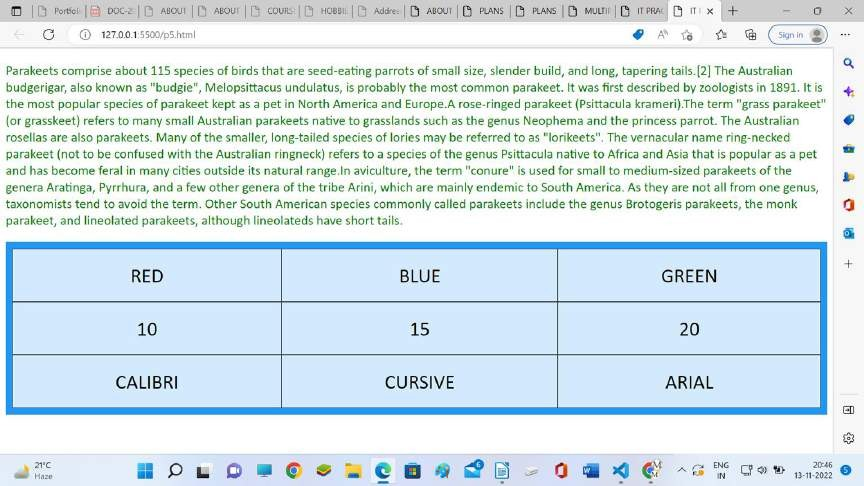 Portfoli
DOC-2
ABOUT
ABOUT
COURS
HOBBI
Addres
ABOUT
PLANS
PLANS
MULTIP
IT PRAC
127.0.0.1:5500/p5.html
Sign in
Parakeets comprise about 115 species of birds that are seed-eating parrots of small size, slender build, and long, tapering tails.[2] The Australian
budgerigar, also known as "budgie", Melopsittacus undulatus, is probably the most common parakeet. It was first described by zoologists in 1891. It is
the most popular species of parakeet kept as a pet in North America and Europe.A rose-ringed parakeet (Psittacula krameri).The term "grass parakeet"
(or grasskeet) refers to many small Australian parakeets native to grasslands such as the genus Neophema and the princess parrot. The Australian
rosellas are also parakeets. Many of the smaller, long-tailed species of lories may be referred to as "lorikeets". The vernacular name ring-necked
parakeet (not to be confused with the Australian ringneck) refers to a species of the genus Psittacula native to Africa and Asia that is popular as a pet
and has become feral in many cities outside its natural range.In aviculture, the term "conure" is used for small to medium-sized parakeets of the
genera Aratinga, Pyrrhura, and a few other genera of the tribe Arini, which are mainly endemic to South America. As they are not all from one genus,
taxonomists tend to avoid the term. Other South American species commonly called parakeets include the genus Brotogeris parakeets, the monk
parakeet, and lineolated parakeets, although lineolateds have short tails.
RED BLUE GREEN
10 15 20
CALIBRI CURSIVE ARIAL
21°C
Haze
ENG
IN
20:46
13-11-2022